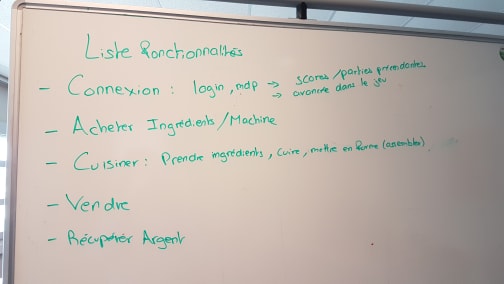 Liste Fonctionnalités
- Connexion : login, mdp → scores/parties précédentes,
→ avancée dans le jeu
- Acheter Ingrédients/Machine
- Cuisiner : Prendre ingrédients, Cuire, mettre en forme (assembler)
- Vendre
- Récupérer Argent